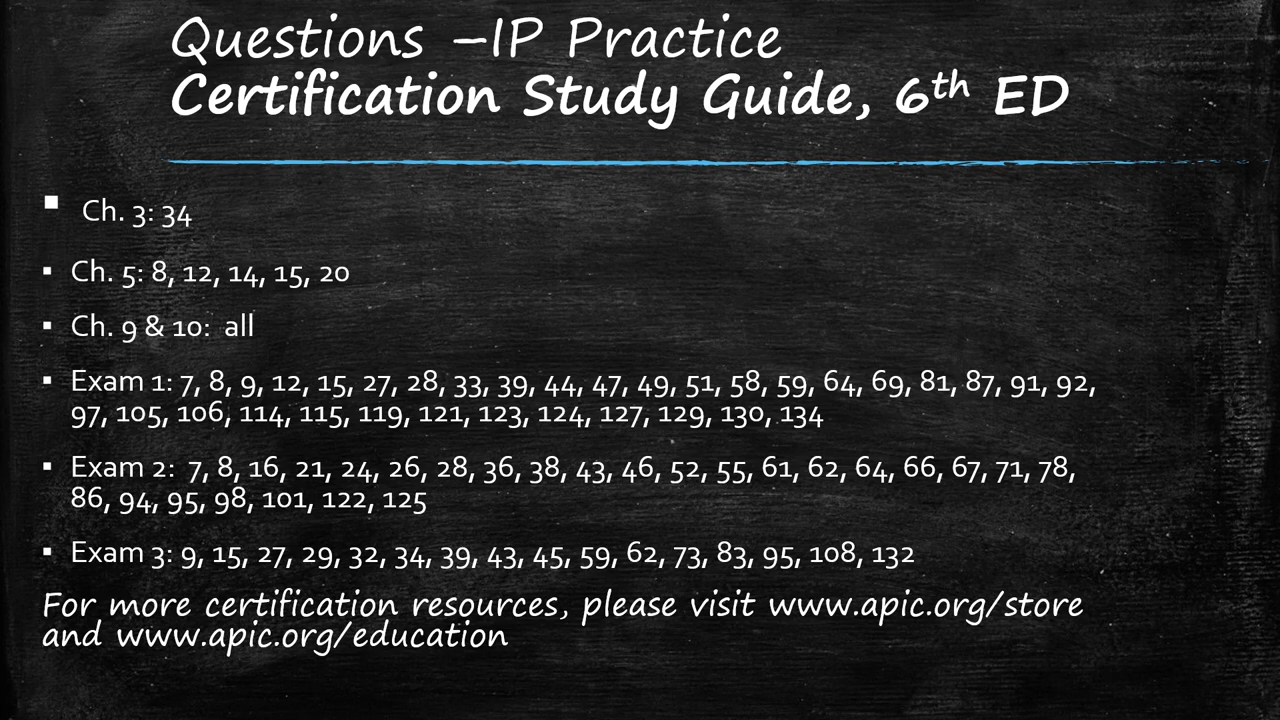 Questions –IP Practice
Certification Study Guide, 6th ED
▪ Ch. 3: 34
▪ Ch. 5: 8, 12, 14, 15, 20
▪ Ch. 9 & 10: all
▪ Exam 1: 7, 8, 9, 12, 15, 27, 28, 33, 39, 44, 47, 49, 51, 58, 59, 64, 69, 81, 87, 91, 92,
97, 105, 106, 114, 115, 119, 121, 123, 124, 127, 129, 130, 134
▪ Exam 2: 7, 8, 16, 21, 24, 26, 28, 36, 38, 43, 46, 52, 55, 61, 62, 64, 66, 67, 71, 78,
86, 94, 95, 98, 101, 122, 125
▪ Exam 3: 9, 15, 27, 29, 32, 34, 39, 43, 45, 59, 62, 73, 83, 95, 108, 132
For more certification resources, please visit www.apic.org/store
and www.apic.org/education